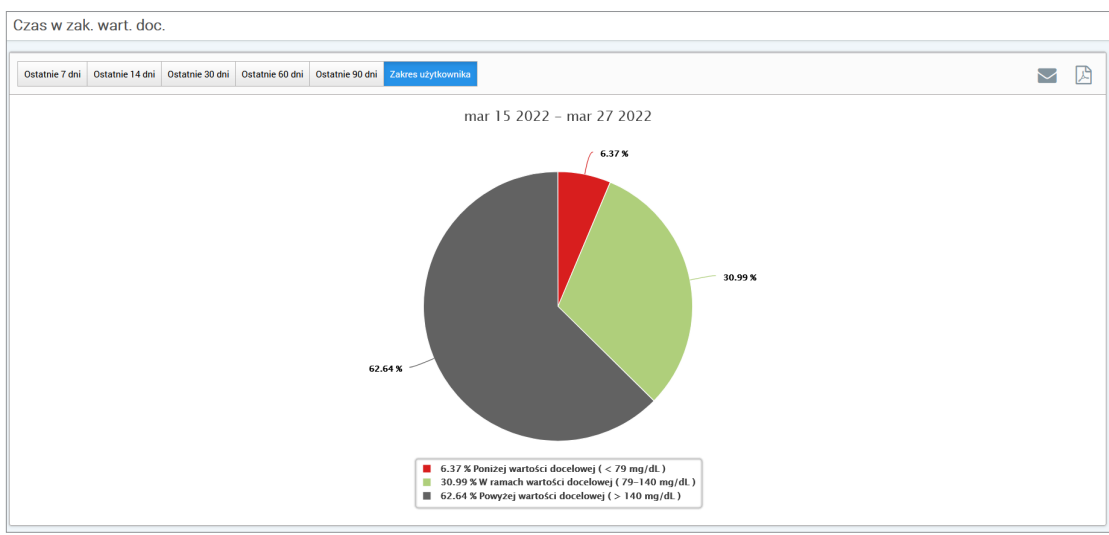 Czas w zak. wart. doc.
Ostatnie 7 dni Ostatnie 14 dni Ostatnie 30 dni Ostatnie 60 dni Ostatnie 90 dni Zakres użytkownika
mar 15 2022 – mar 27 2022
6.37 %
30.99 %
62.64 %
6.37 % Poniżej wartości docelowej ( < 79 mg/dL )
30.99 % W ramach wartości docelowej ( 79–140 mg/dL )
62.64 % Powyżej wartości docelowej ( > 140 mg/dL )